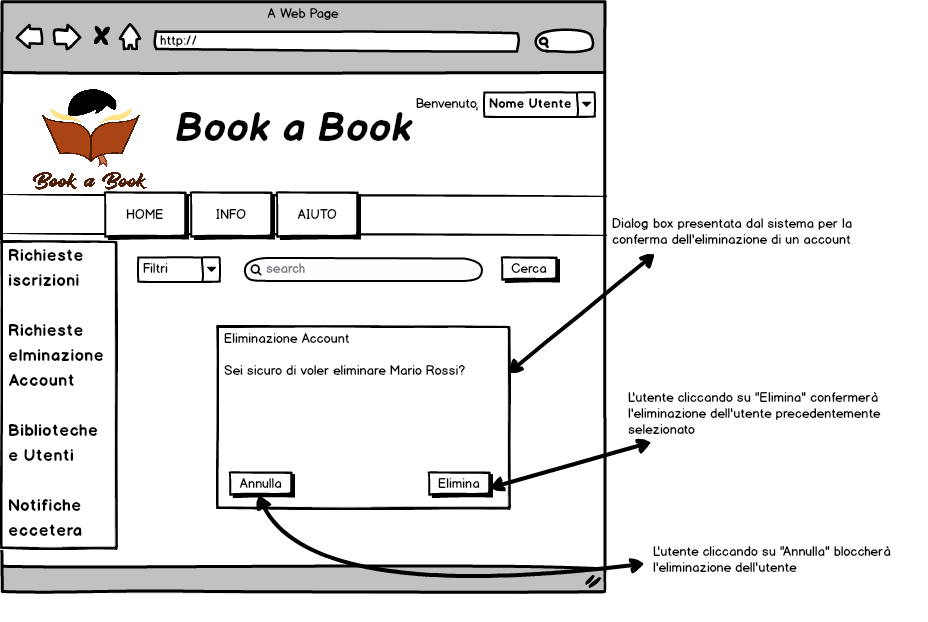 A Web Page
http://
Benvenuto, Nome Utente
Book a Book
Book a Book
HOME INFO AIUTO
Richieste
iscrizioni
Richieste
elminazione
Account
Biblioteche
e Utenti
Notifiche
eccetera
Filtri search Cerca
Eliminazione Account
Sei sicuro di voler eliminare Mario Rossi?
Annulla Elimina
Dialog box presentata dal sistema per la
conferma dell'eliminazione di un account
L'utente cliccando su "Elimina" confermerà
l'eliminazione dell'utente precedentemente
selezionato
L'utente cliccando su "Annulla" bloccherà
l'eliminazione dell'utente